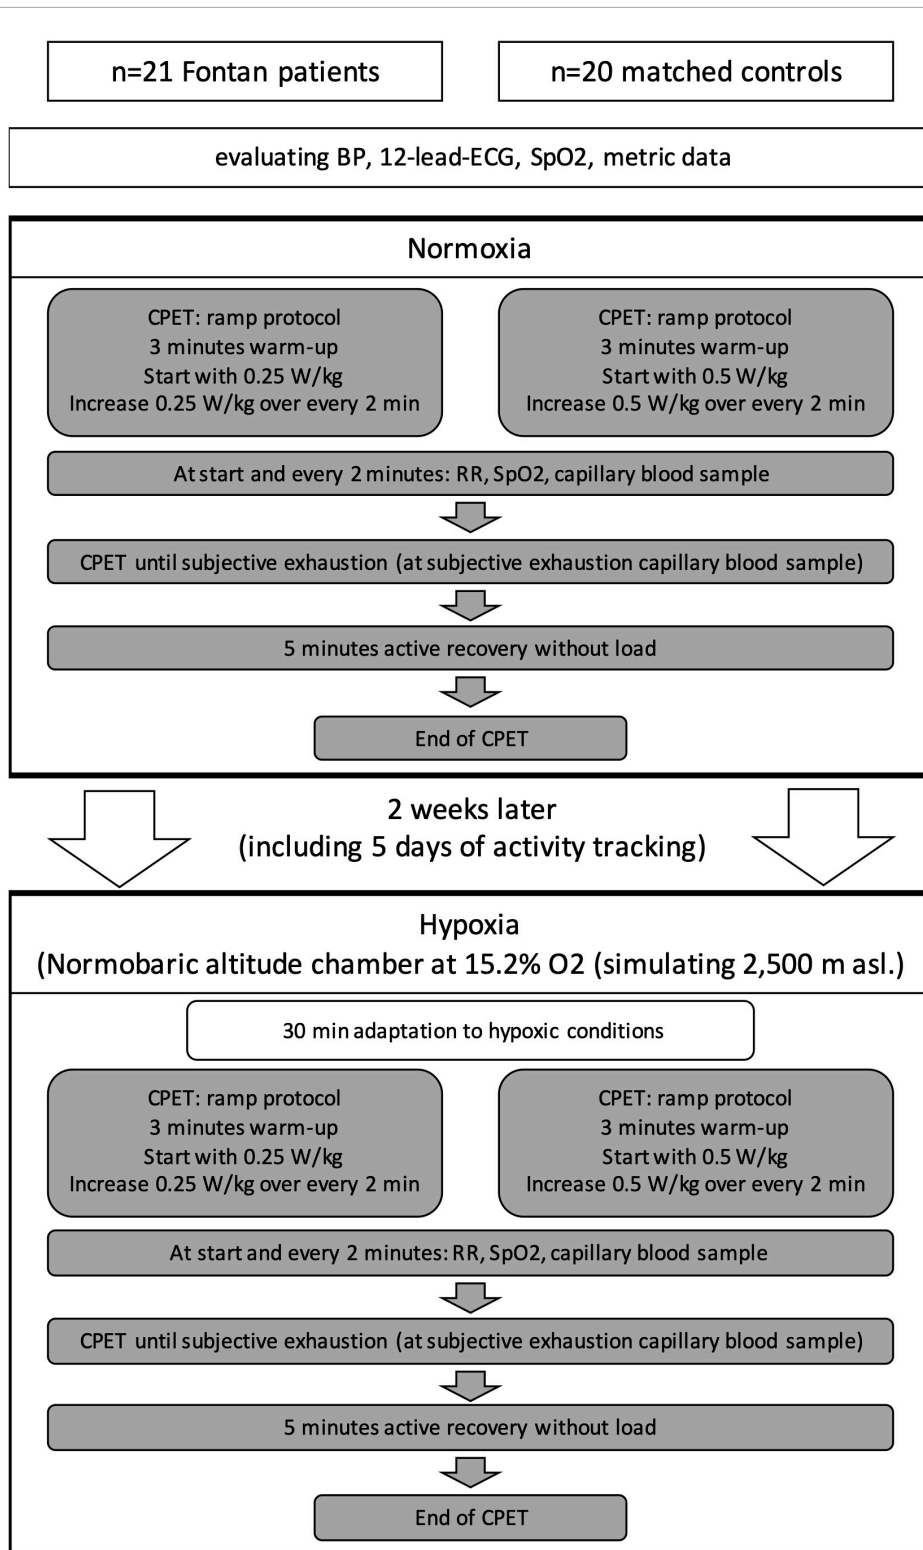 n=21 Fontan patients
n=20 matched controls
evaluating BP, 12-lead-ECG, SpO2, metric data
Normoxia
CPET: ramp protocol
3 minutes warm-up
Start with 0.25 W/kg
Increase 0.25 W/kg over every 2 min
CPET: ramp protocol
3 minutes warm-up
Start with 0.5 W/kg
Increase 0.5 W/kg over every 2 min
At start and every 2 minutes: RR, SpO2, capillary blood sample
CPET until subjective exhaustion (at subjective exhaustion capillary blood sample)
5 minutes active recovery without load
End of CPET
2 weeks later
(including 5 days of activity tracking)
Hypoxia
(Normobaric altitude chamber at 15.2% O2 (simulating 2,500 m asl.)
30 min adaptation to hypoxic conditions
CPET: ramp protocol
3 minutes warm-up
Start with 0.25 W/kg
Increase 0.25 W/kg over every 2 min
CPET: ramp protocol
3 minutes warm-up
Start with 0.5 W/kg
Increase 0.5 W/kg over every 2 min
At start and every 2 minutes: RR, SpO2, capillary blood sample
CPET until subjective exhaustion (at subjective exhaustion capillary blood sample)
5 minutes active recovery without load
End of CPET